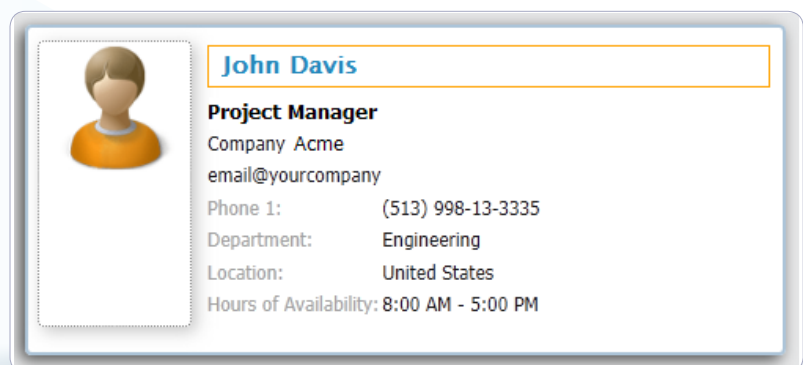 John Davis
Project Manager
Company Acme
email@yourcompany
Phone 1: (513) 998-13-3335
Department: Engineering
Location: United States
Hours of Availability: 8:00 AM - 5:00 PM